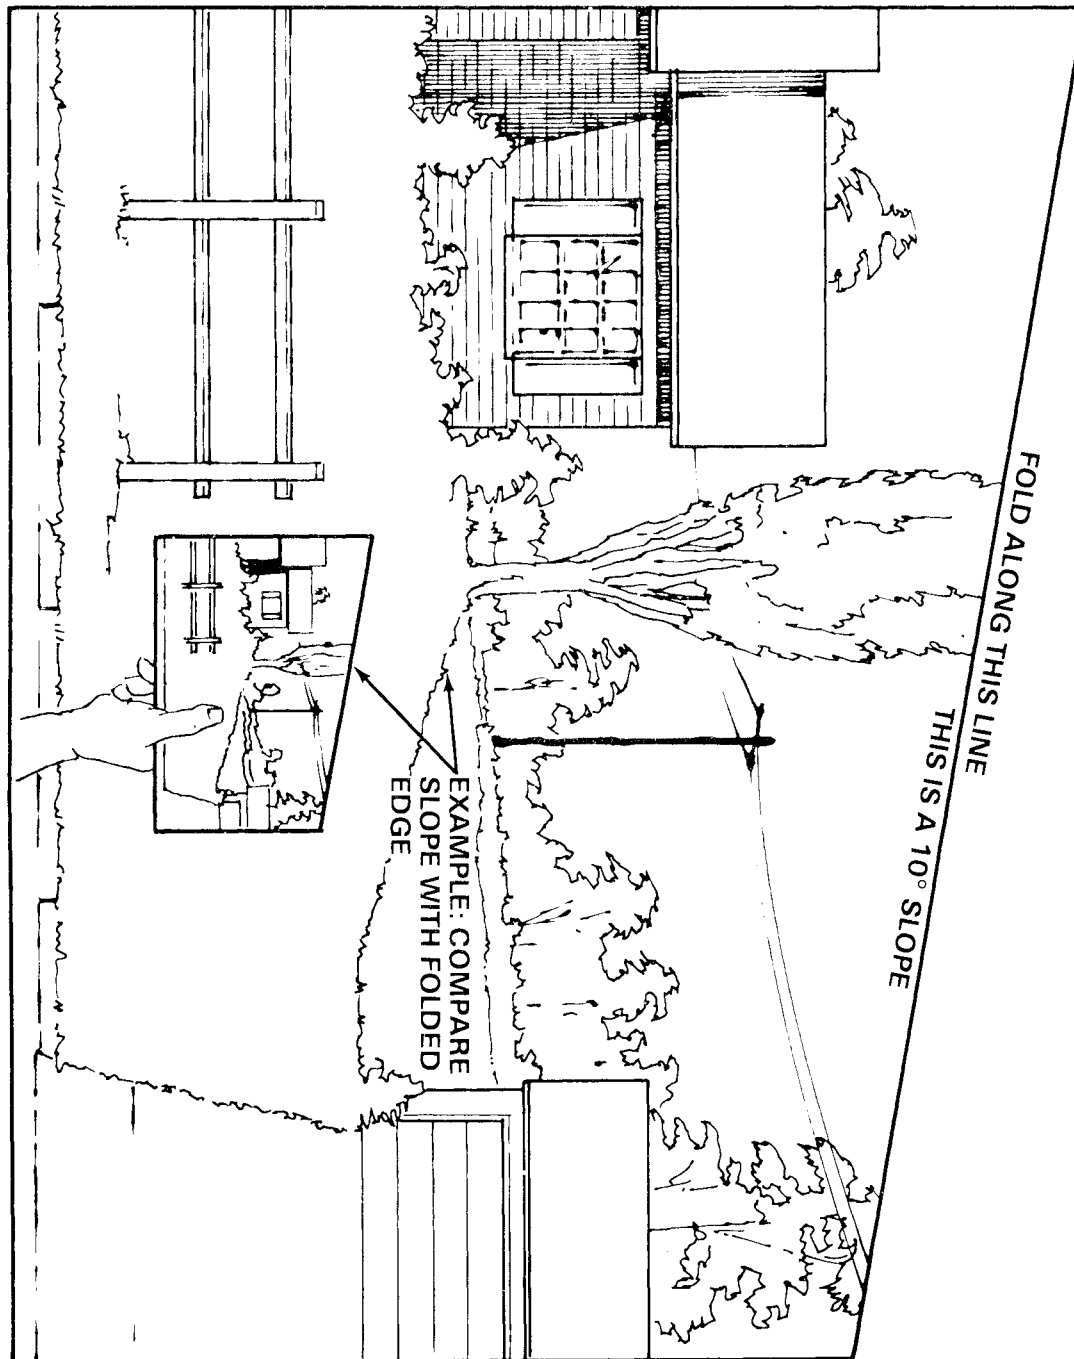 FOLD ALONG THIS LINE
THIS IS A 10° SLOPE
EXAMPLE: COMPARE
SLOPE WITH FOLDED
EDGE